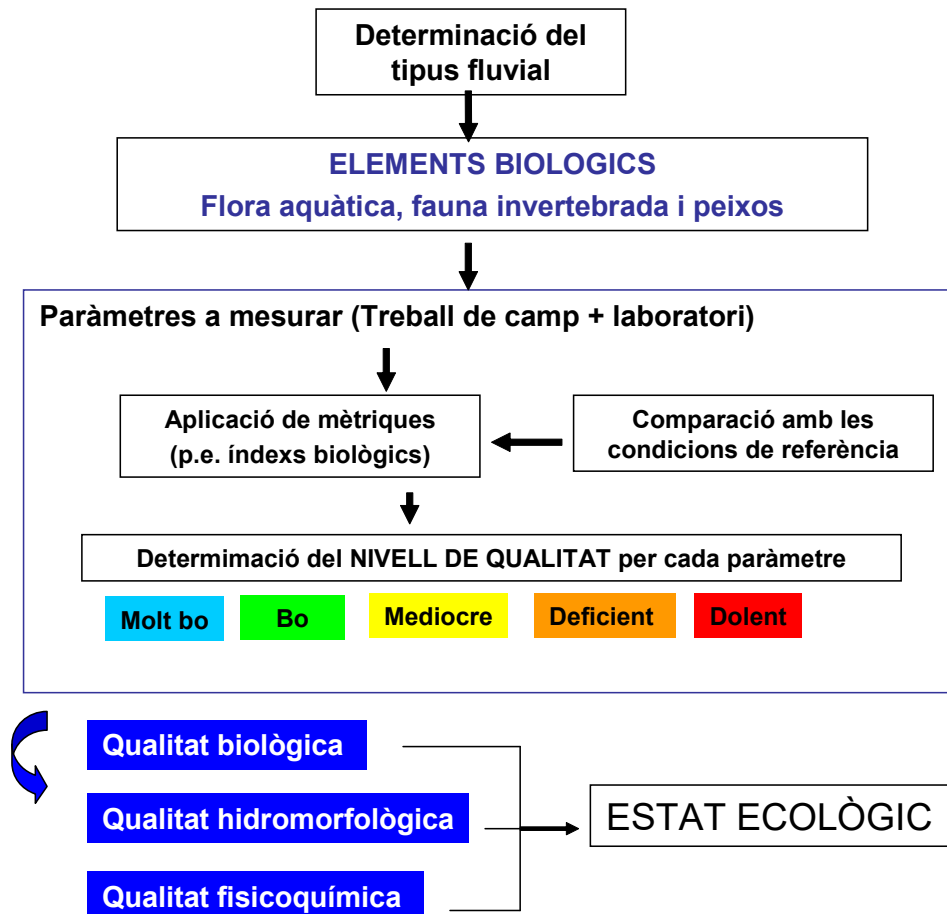 Determinació del
tipus fluvial
ELEMENTS BIOLOGICS
Flora aquàtica, fauna invertebrada i peixos
Paràmetres a mesurar (Treball de camp + laboratori)
Aplicació de mètriques
(p.e. índexs biològics)
Comparació amb les
condicions de referència
Determimació del NIVELL DE QUALITAT per cada paràmetre
Molt bo
Bo
Mediocre
Deficient
Dolent
Qualitat biològica
Qualitat hidromorfològica
ESTAT ECOLÒGIC
Qualitat fisicoquímica